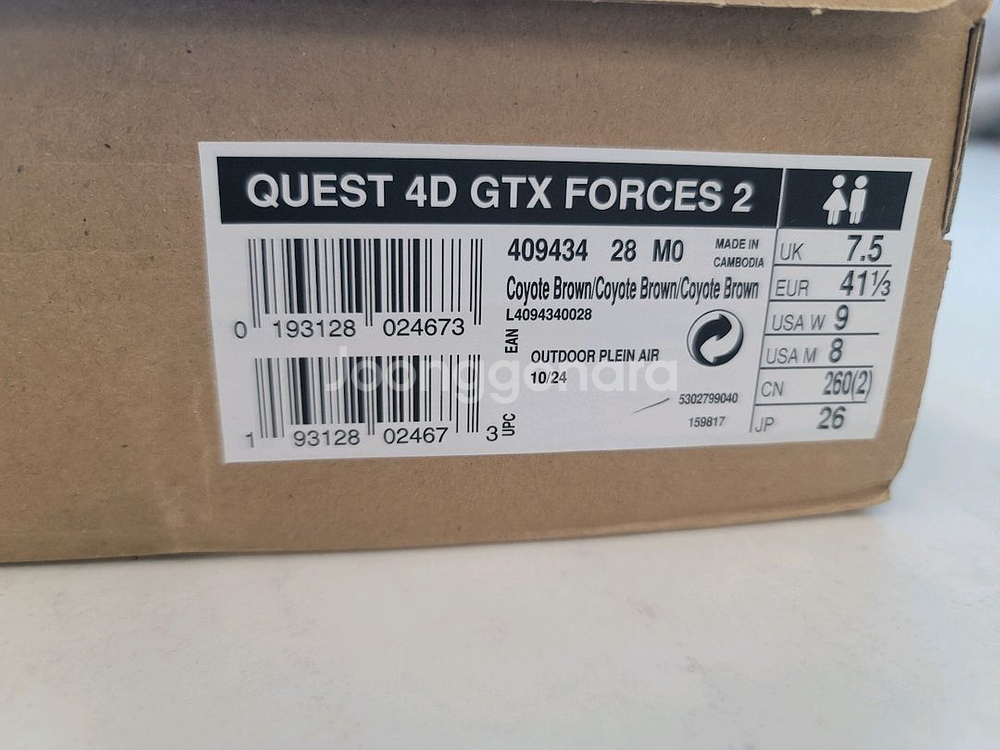 QUEST 4D GTX FORCES 2
409434 28 M0
MADE IN
CAMBODIA
Coyote Brown/Coyote Brown/Coyote Brown
L4094340028
0 193128 024673
EAN
OUTDOOR PLEIN AIR
10/24
5302799040
159817
1 93128 02467 3
UPC
UK 7.5
EUR 41⅓
USA W 9
USA M 8
CN 260(2)
JP 26
Joonggonara